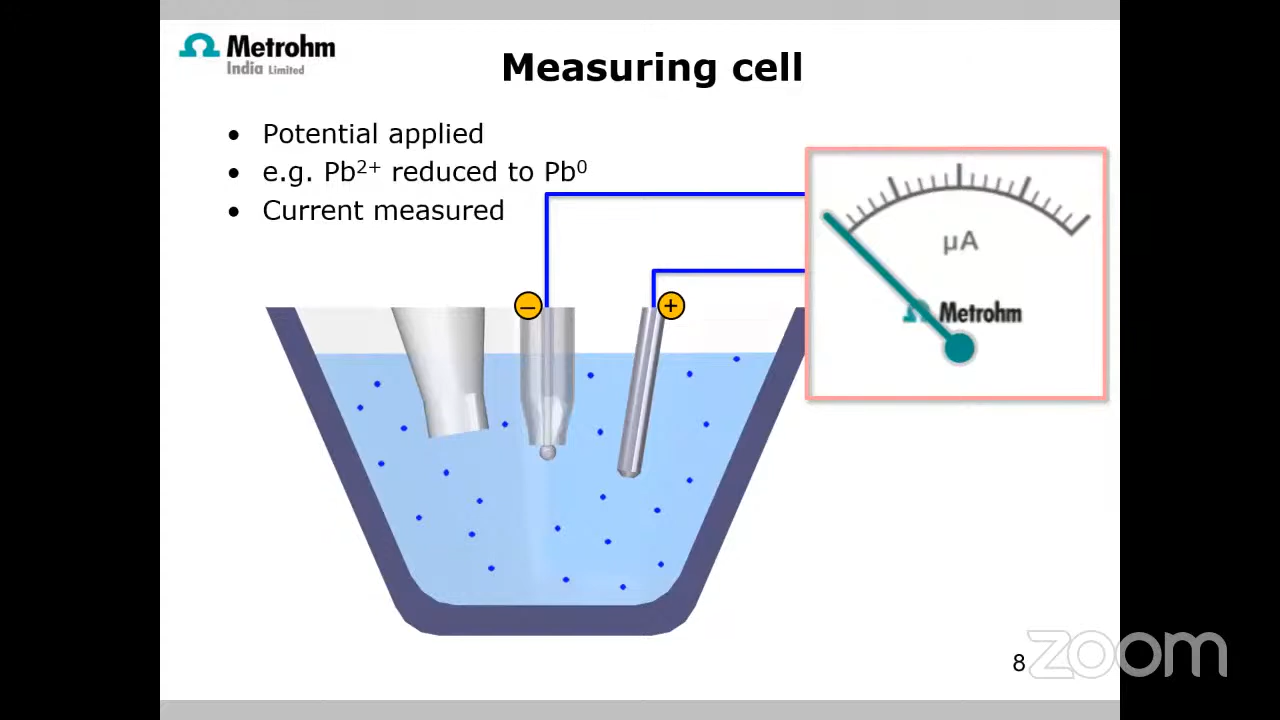 Metrohm
India Limited
Measuring cell
• Potential applied
• e.g. Pb²⁺ reduced to Pb⁰
• Current measured
µA
Metrohm
–
+
8
zoom